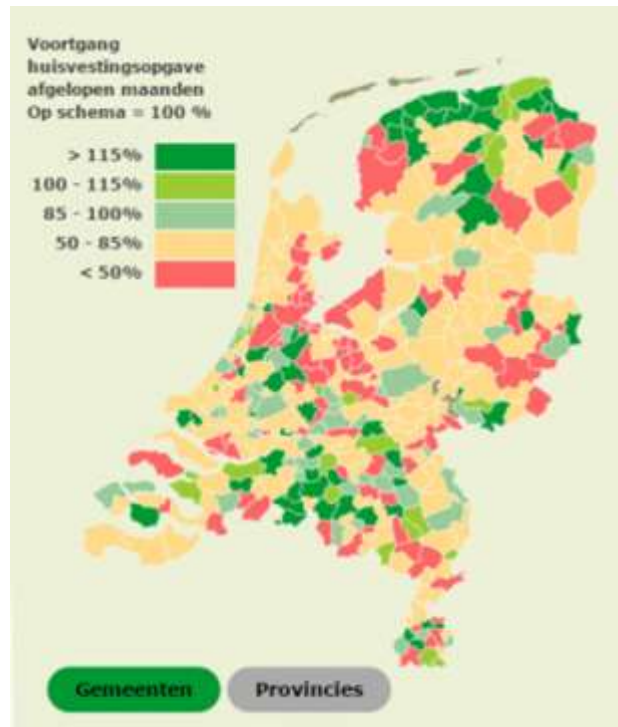 Voortgang
huisvestingsopgave
afgelopen maanden
Op schema = 100 %
> 115%
100 - 115%
85 - 100%
50 - 85%
< 50%
Gemeenten
Provincies